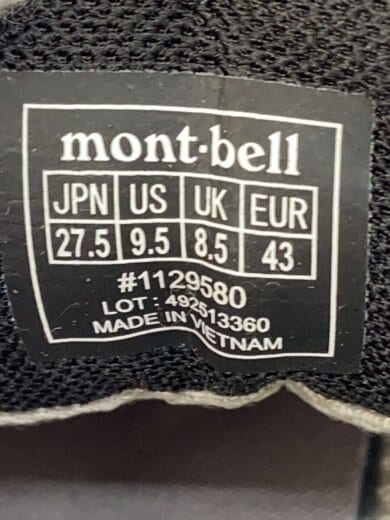 mont·bell
JPN US UK EUR
27.5 9.5 8.5 43
#1129580
LOT : 492513360
MADE IN VIETNAM